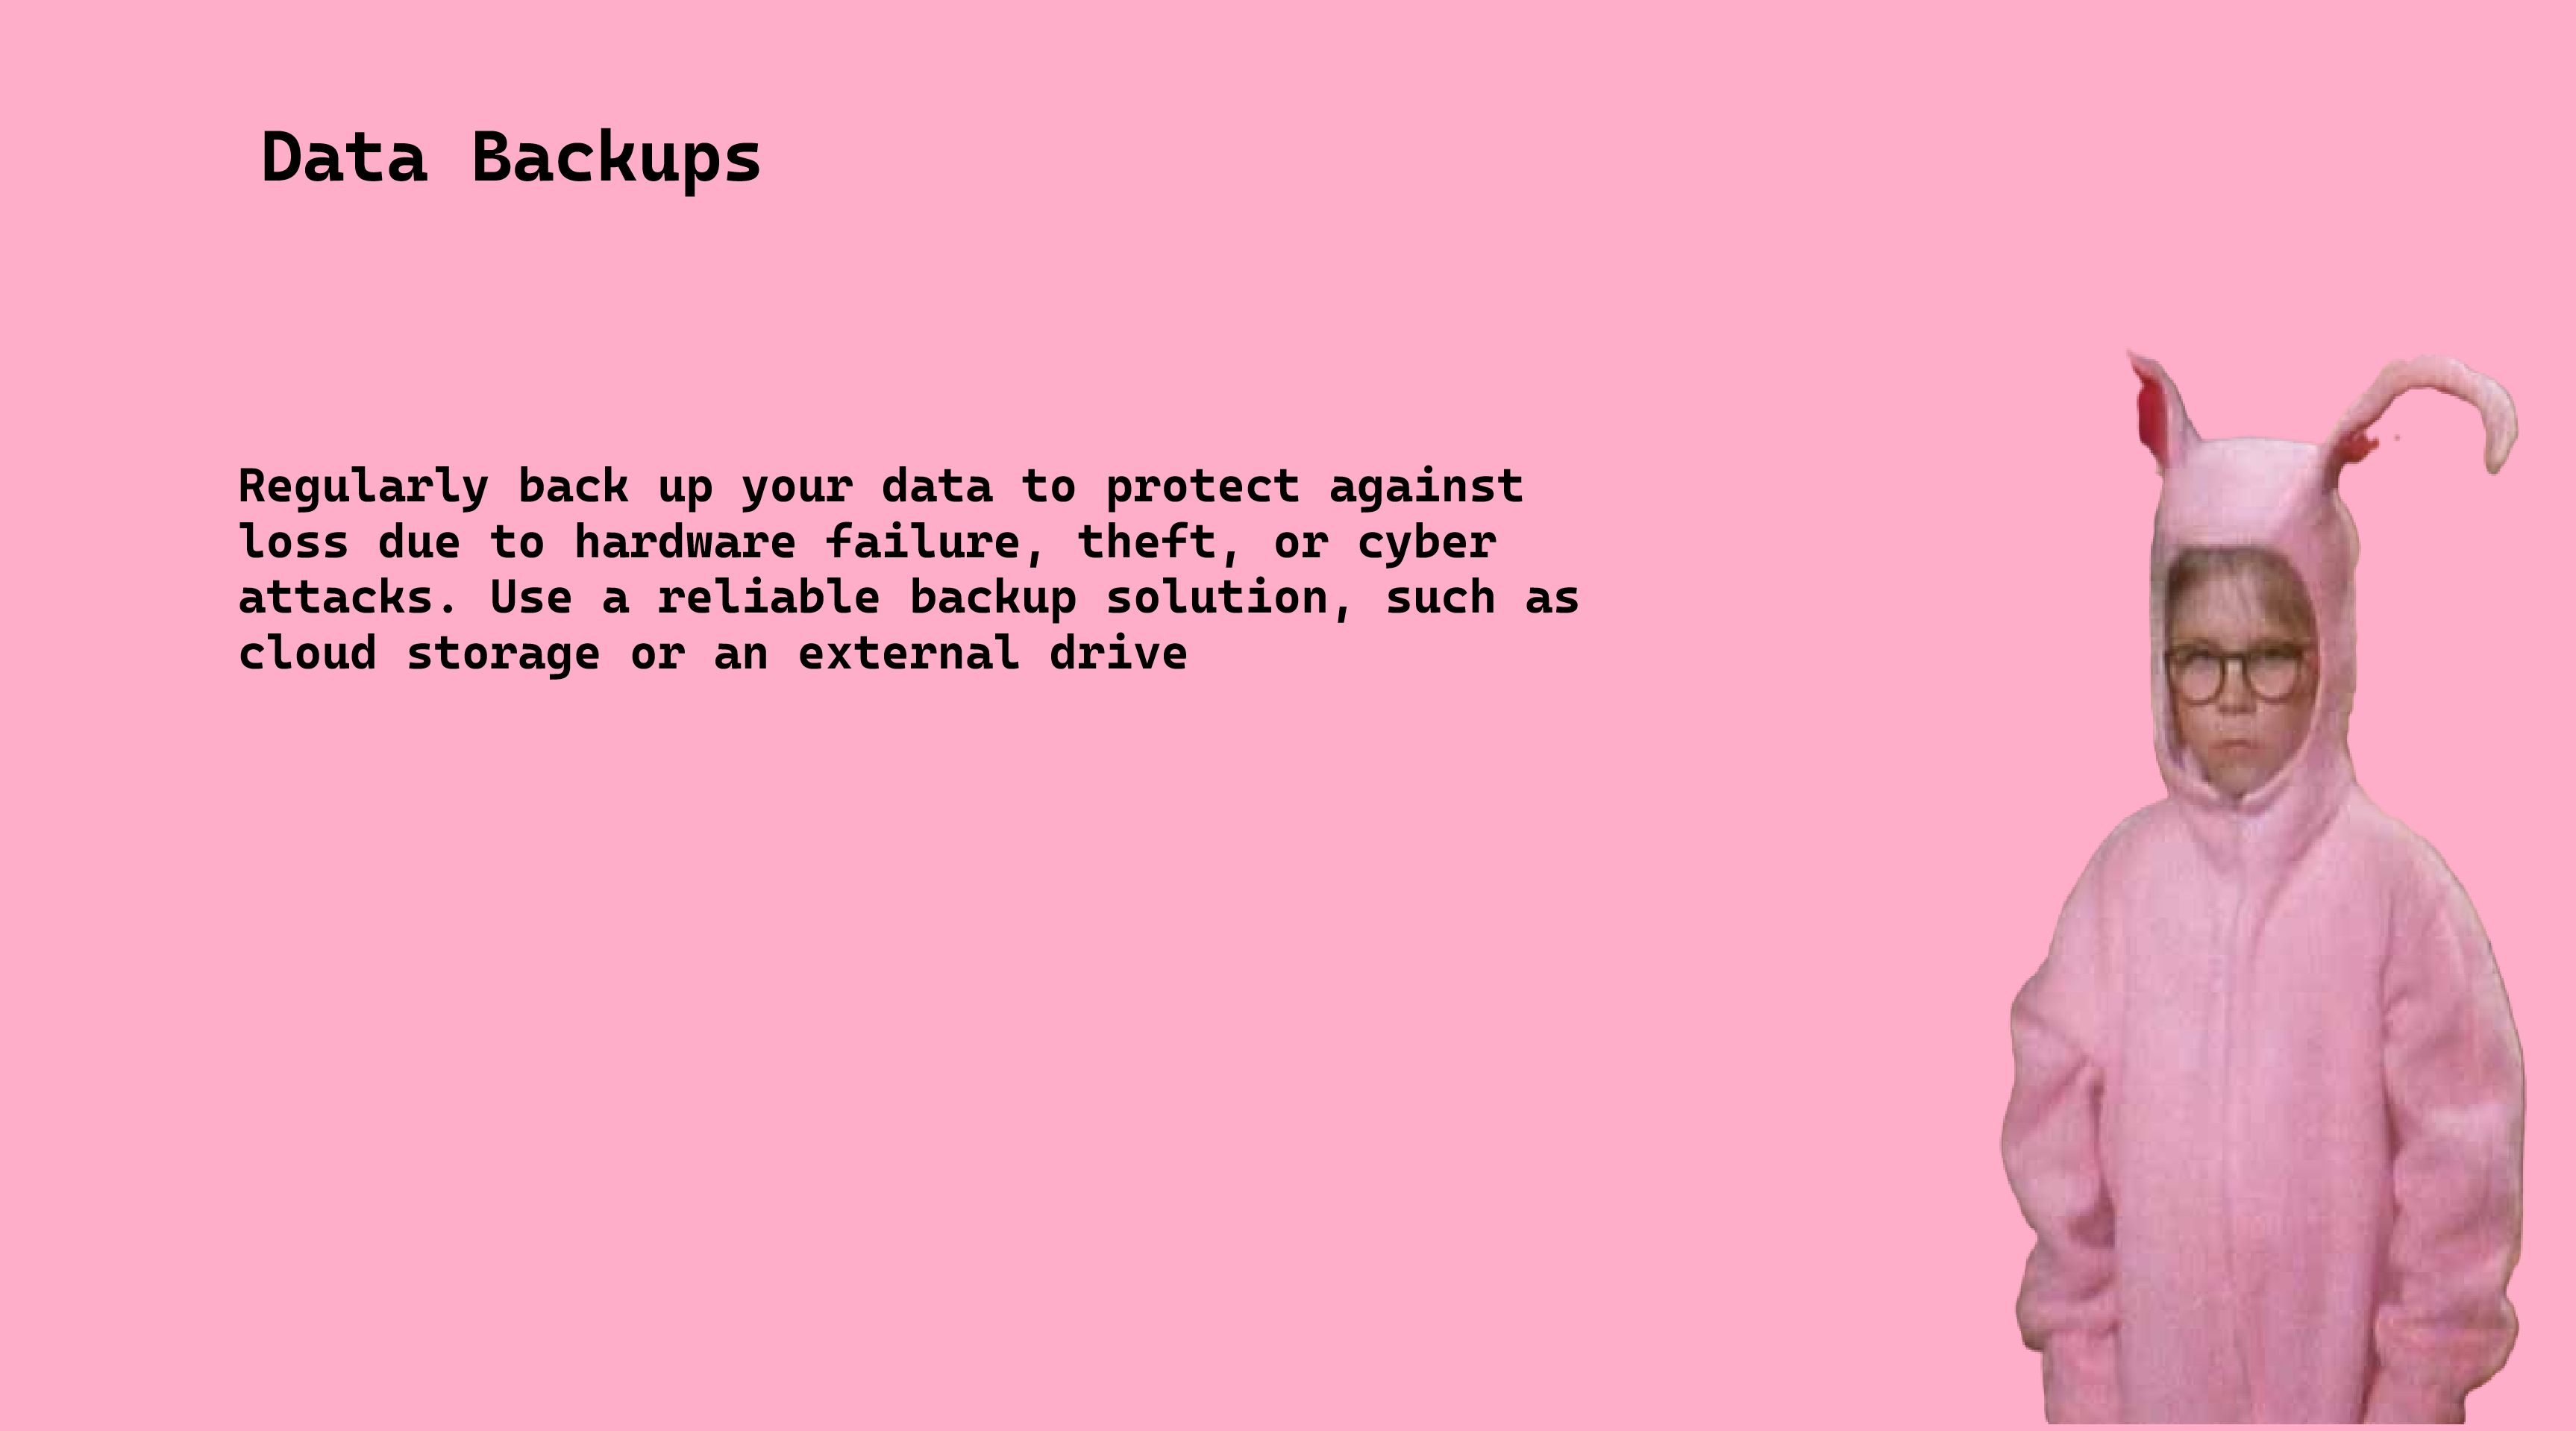 Data Backups
Regularly back up your data to protect against
loss due to hardware failure, theft, or cyber
attacks. Use a reliable backup solution, such as
cloud storage or an external drive